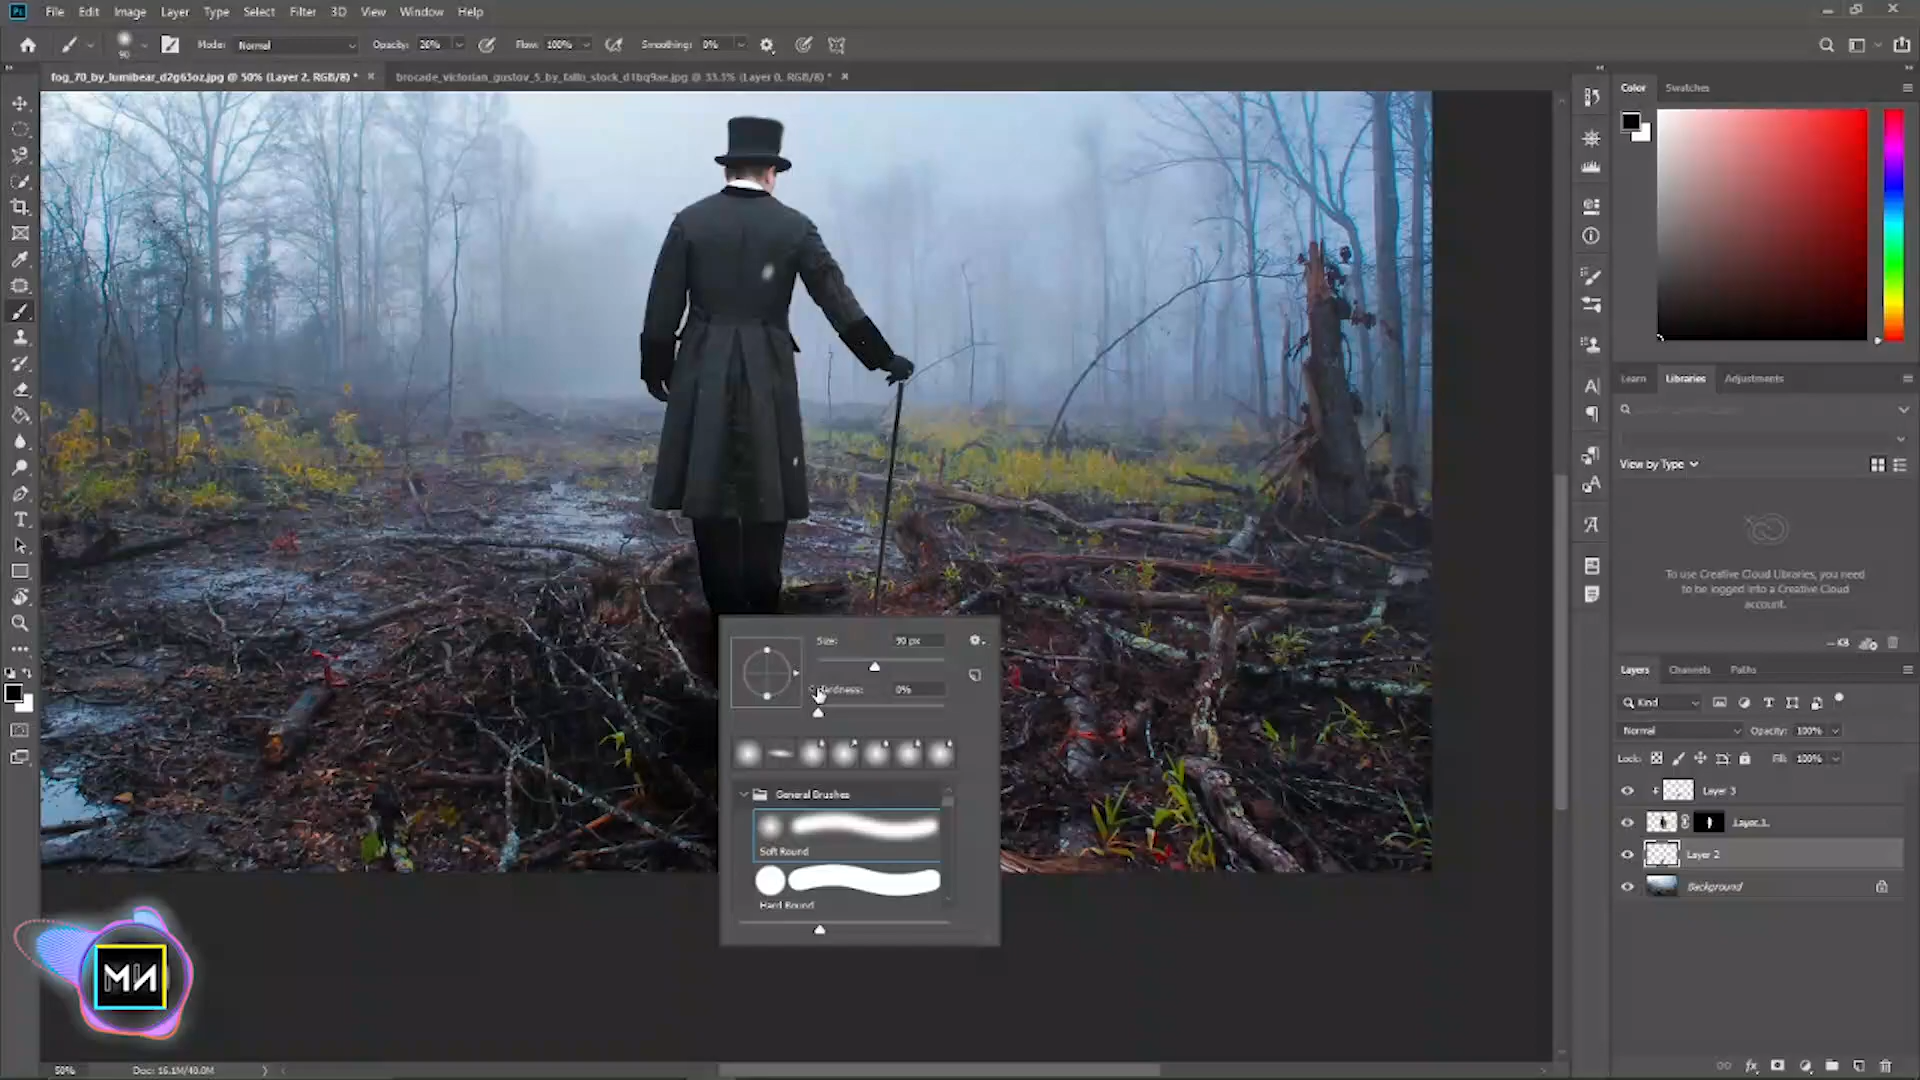 Ps File Edit Image Layer Type Select Filter 3D View Window Help
90 Mode: Normal Opacity: 20% Flow: 100% Smoothing: 0%
fog_70_by_lumibear_d2g63oz.jpg @ 50% (Layer 2, RGB/8) * brocade_victorian_gustov_5_by_fallo_stock_d1bq9ae.jpg @ 33.3% (Layer 0, RGB/8) *
Color Swatches
Learn Libraries Adjustments
View by Type
To use Creative Cloud Libraries, you need
to be logged into a Creative Cloud
account.
-- KB
Layers Channels Paths
Kind
Normal Opacity: 100%
Lock: Fill: 100%
Layer 3
Layer 1
Layer 2
Background
Size: 90 px
Hardness: 0%
General Brushes
Soft Round
Hard Round
50% Doc: 16.1M/40.0M